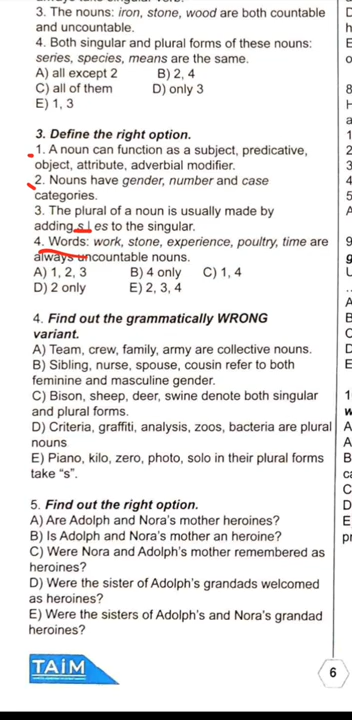 3. The nouns: iron, stone, wood are both countable
and uncountable.
4. Both singular and plural forms of these nouns:
series, species, means are the same.
A) all except 2 B) 2, 4
C) all of them D) only 3
E) 1, 3
3. Define the right option.
1. A noun can function as a subject, predicative,
object, attribute, adverbial modifier.
2. Nouns have gender, number and case
categories.
3. The plural of a noun is usually made by
adding s | es to the singular.
4. Words: work, stone, experience, poultry, time are
always uncountable nouns.
A) 1, 2, 3 B) 4 only C) 1, 4
D) 2 only E) 2, 3, 4
4. Find out the grammatically WRONG
variant.
A) Team, crew, family, army are collective nouns.
B) Sibling, nurse, spouse, cousin refer to both
feminine and masculine gender.
C) Bison, sheep, deer, swine denote both singular
and plural forms.
D) Criteria, graffiti, analysis, zoos, bacteria are plural
nouns
E) Piano, kilo, zero, photo, solo in their plural forms
take “s”.
5. Find out the right option.
A) Are Adolph and Nora’s mother heroines?
B) Is Adolph and Nora’s mother an heroine?
C) Were Nora and Adolph’s mother remembered as
heroines?
D) Were the sister of Adolph’s grandads welcomed
as heroines?
E) Were the sisters of Adolph’s and Nora’s grandad
heroines?
TAİM
6